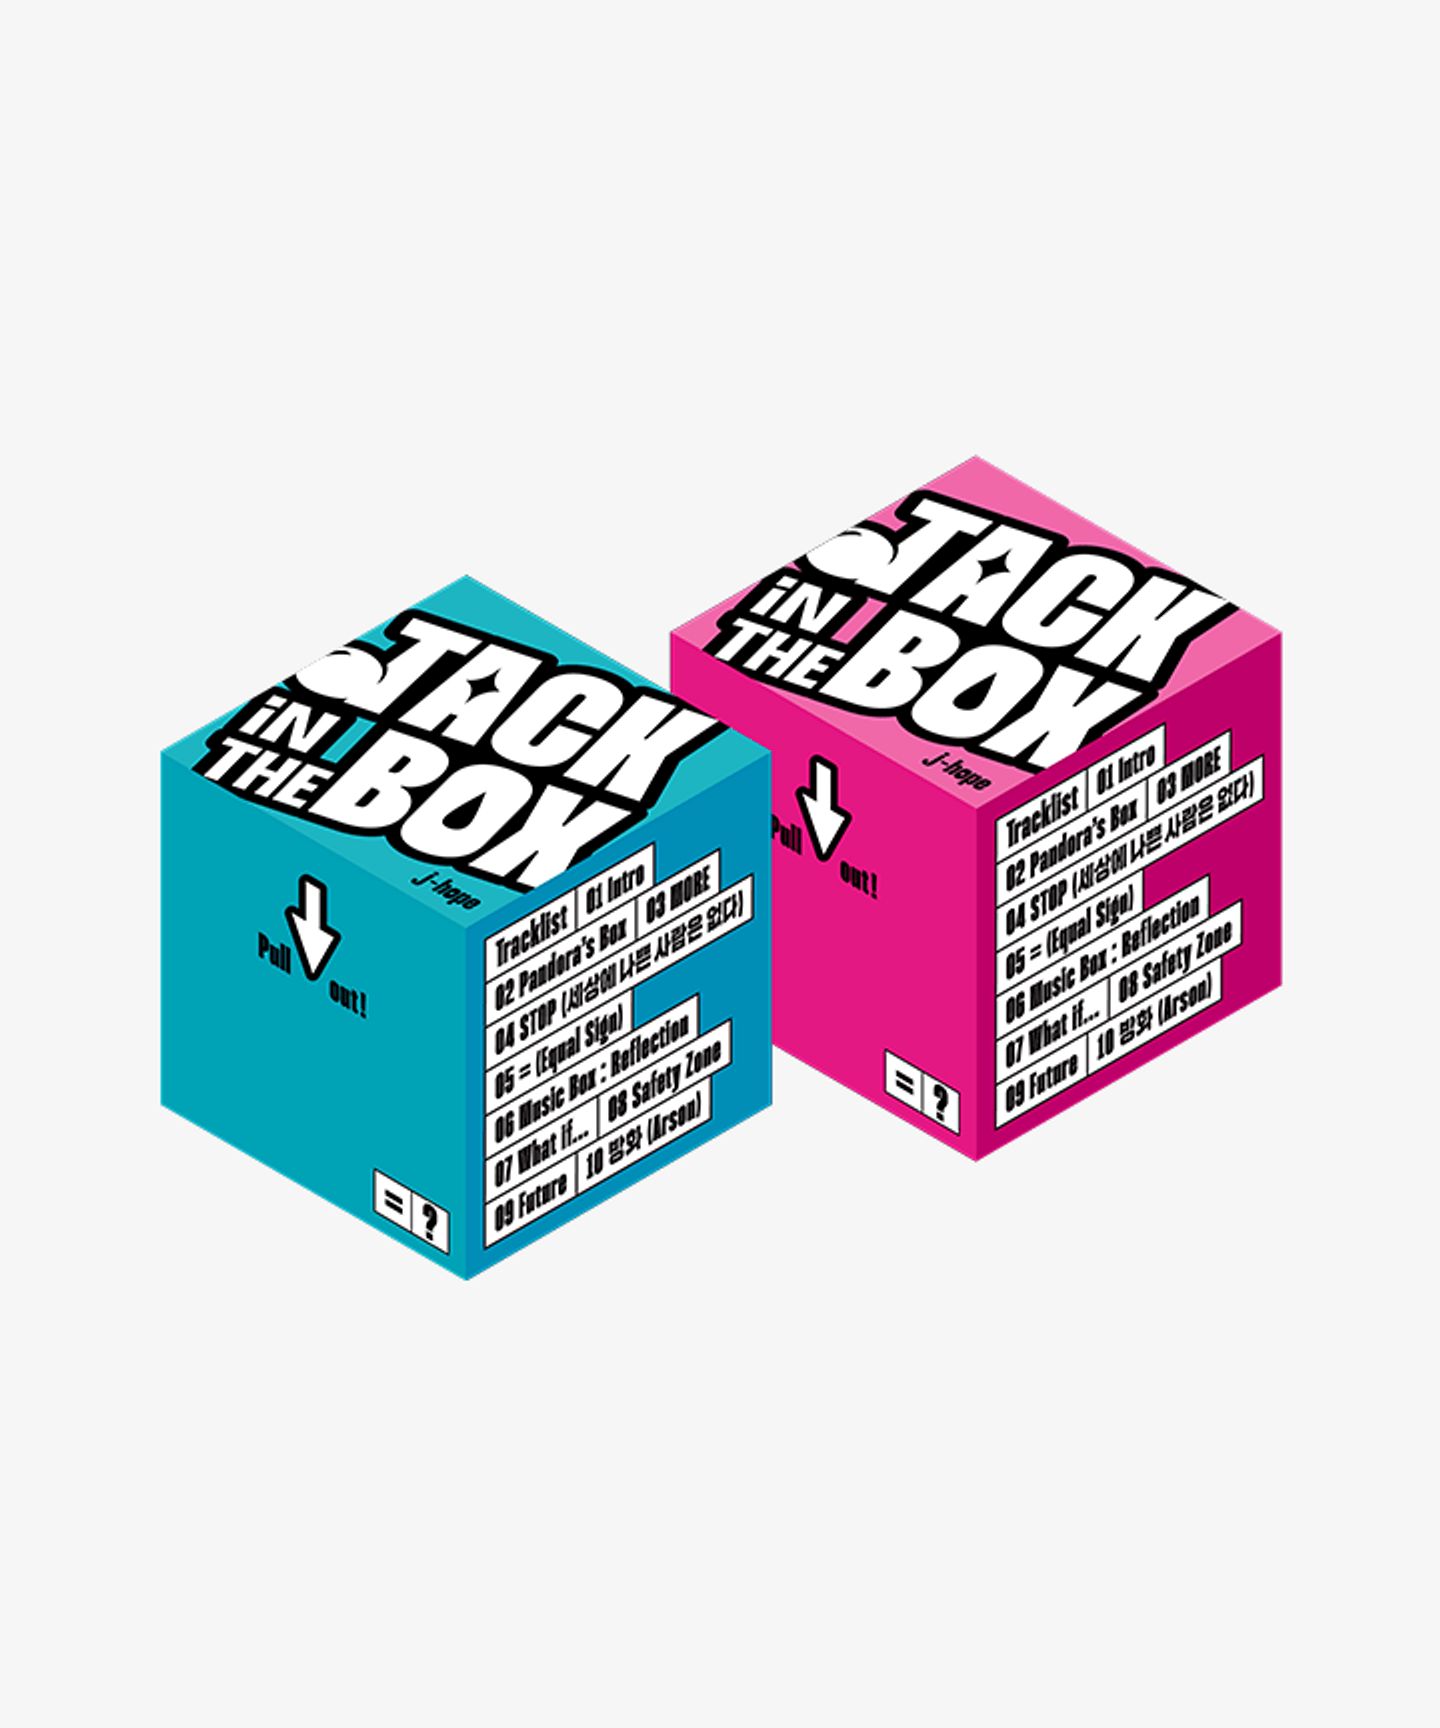 JACK
iN
THE BOX
j-hope
Pull out!
= ?
Tracklist 01 Intro
02 Pandora's Box 03 MORE
04 STOP (세상에 나쁜 사람은 없다)
05 = (Equal Sign)
06 Music Box : Reflection
07 What if... 08 Safety Zone
09 Future 10 방화 (Arson)
JACK
iN
THE BOX
j-hope
Pull out!
= ?
Tracklist 01 Intro
02 Pandora's Box 03 MORE
04 STOP (세상에 나쁜 사람은 없다)
05 = (Equal Sign)
06 Music Box : Reflection
07 What if... 08 Safety Zone
09 Future 10 방화 (Arson)